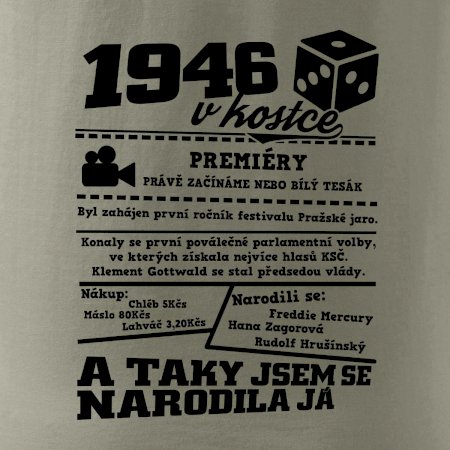 1946
v kostce
PREMIÉRY
PRÁVĚ ZAČÍNÁME NEBO BÍLÝ TESÁK
Byl zahájen první ročník festivalu Pražské jaro.
Konaly se první poválečné parlamentní volby,
ve kterých získala nejvíce hlasů KSČ.
Klement Gottwald se stal předsedou vlády.
Nákup:
Chléb 5Kčs
Máslo 80Kčs
Lahváč 3,20Kčs
Narodili se:
Freddie Mercury
Hana Zagorová
Rudolf Hrušínský
A TAKY JSEM SE
NARODILA JÁ